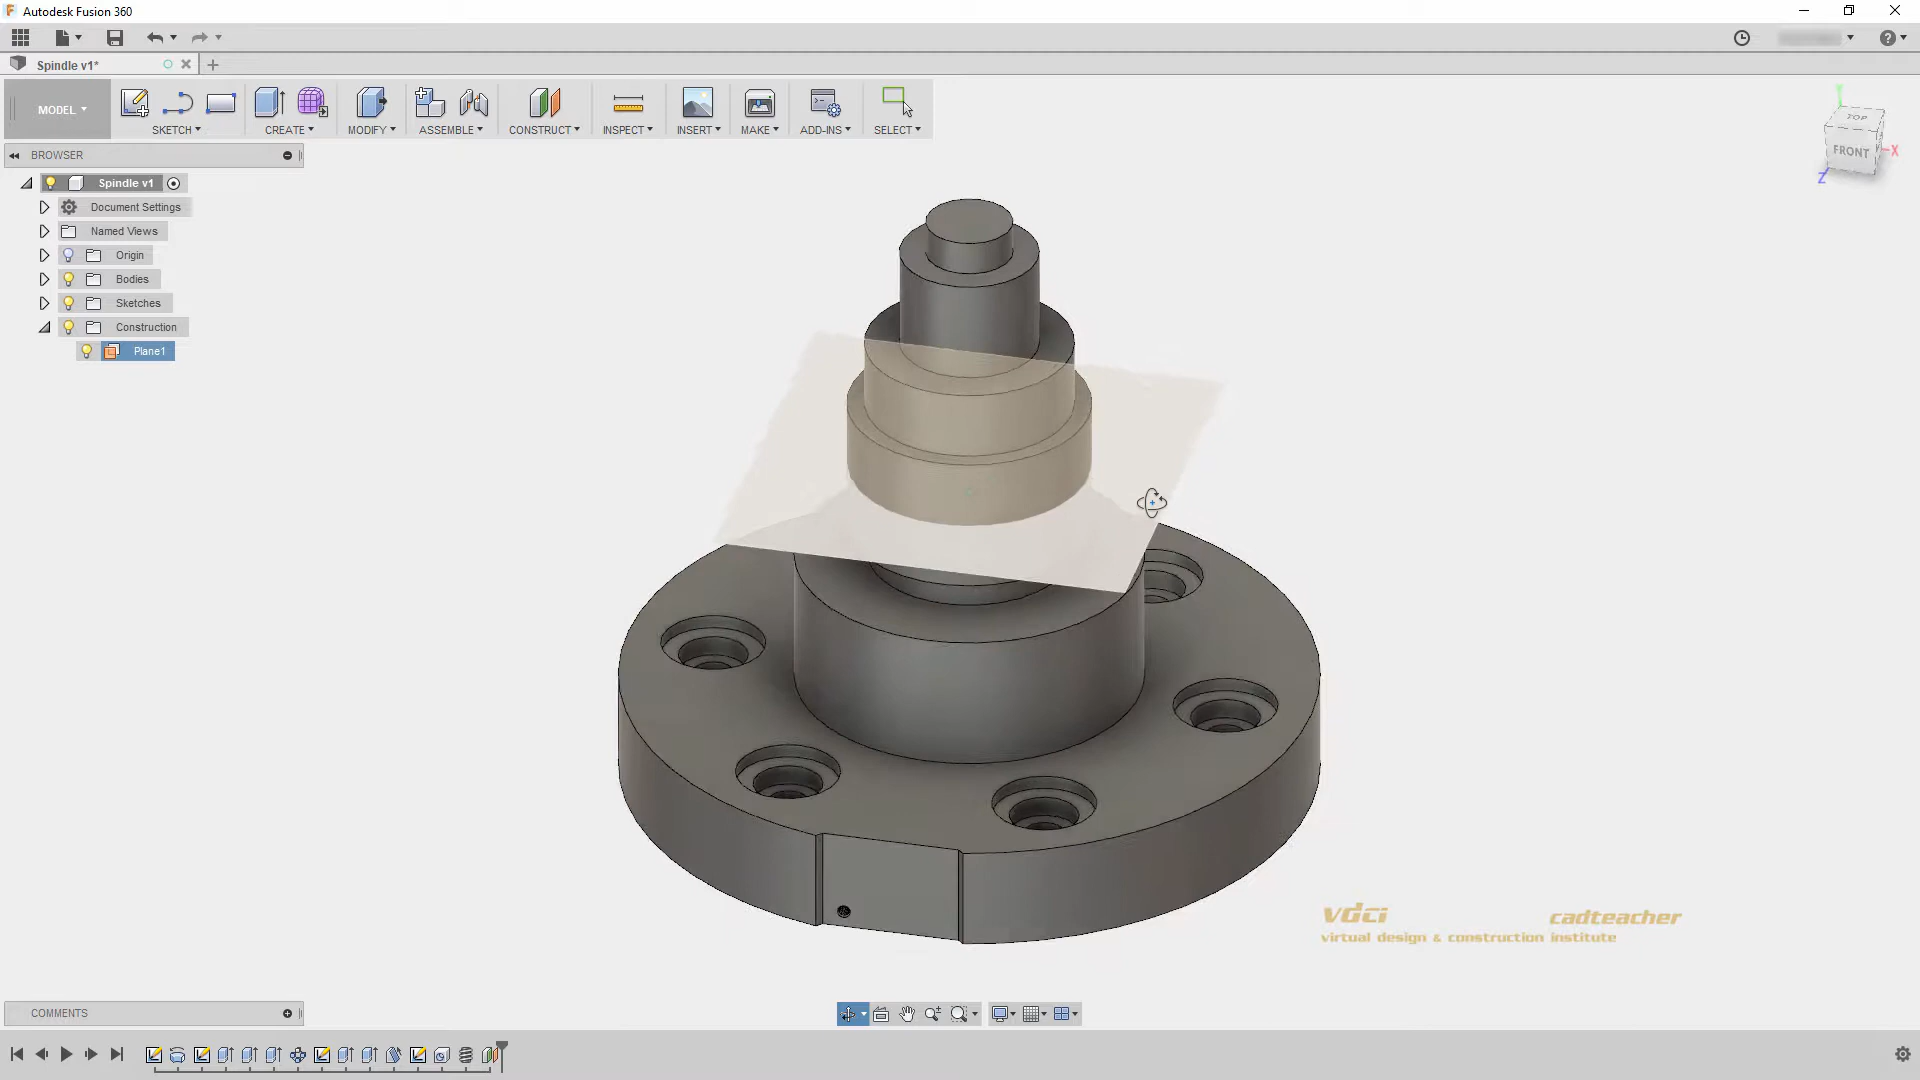 Autodesk Fusion 360
Spindle v1*
MODEL
SKETCH
CREATE
MODIFY
ASSEMBLE
CONSTRUCT
INSPECT
INSERT
MAKE
ADD-INS
SELECT
BROWSER
Spindle v1
Document Settings
Named Views
Origin
Bodies
Sketches
Construction
Plane1
Y
TOP
FRONT
X
Z
vdci cadteacher
virtual design & construction institute
COMMENTS